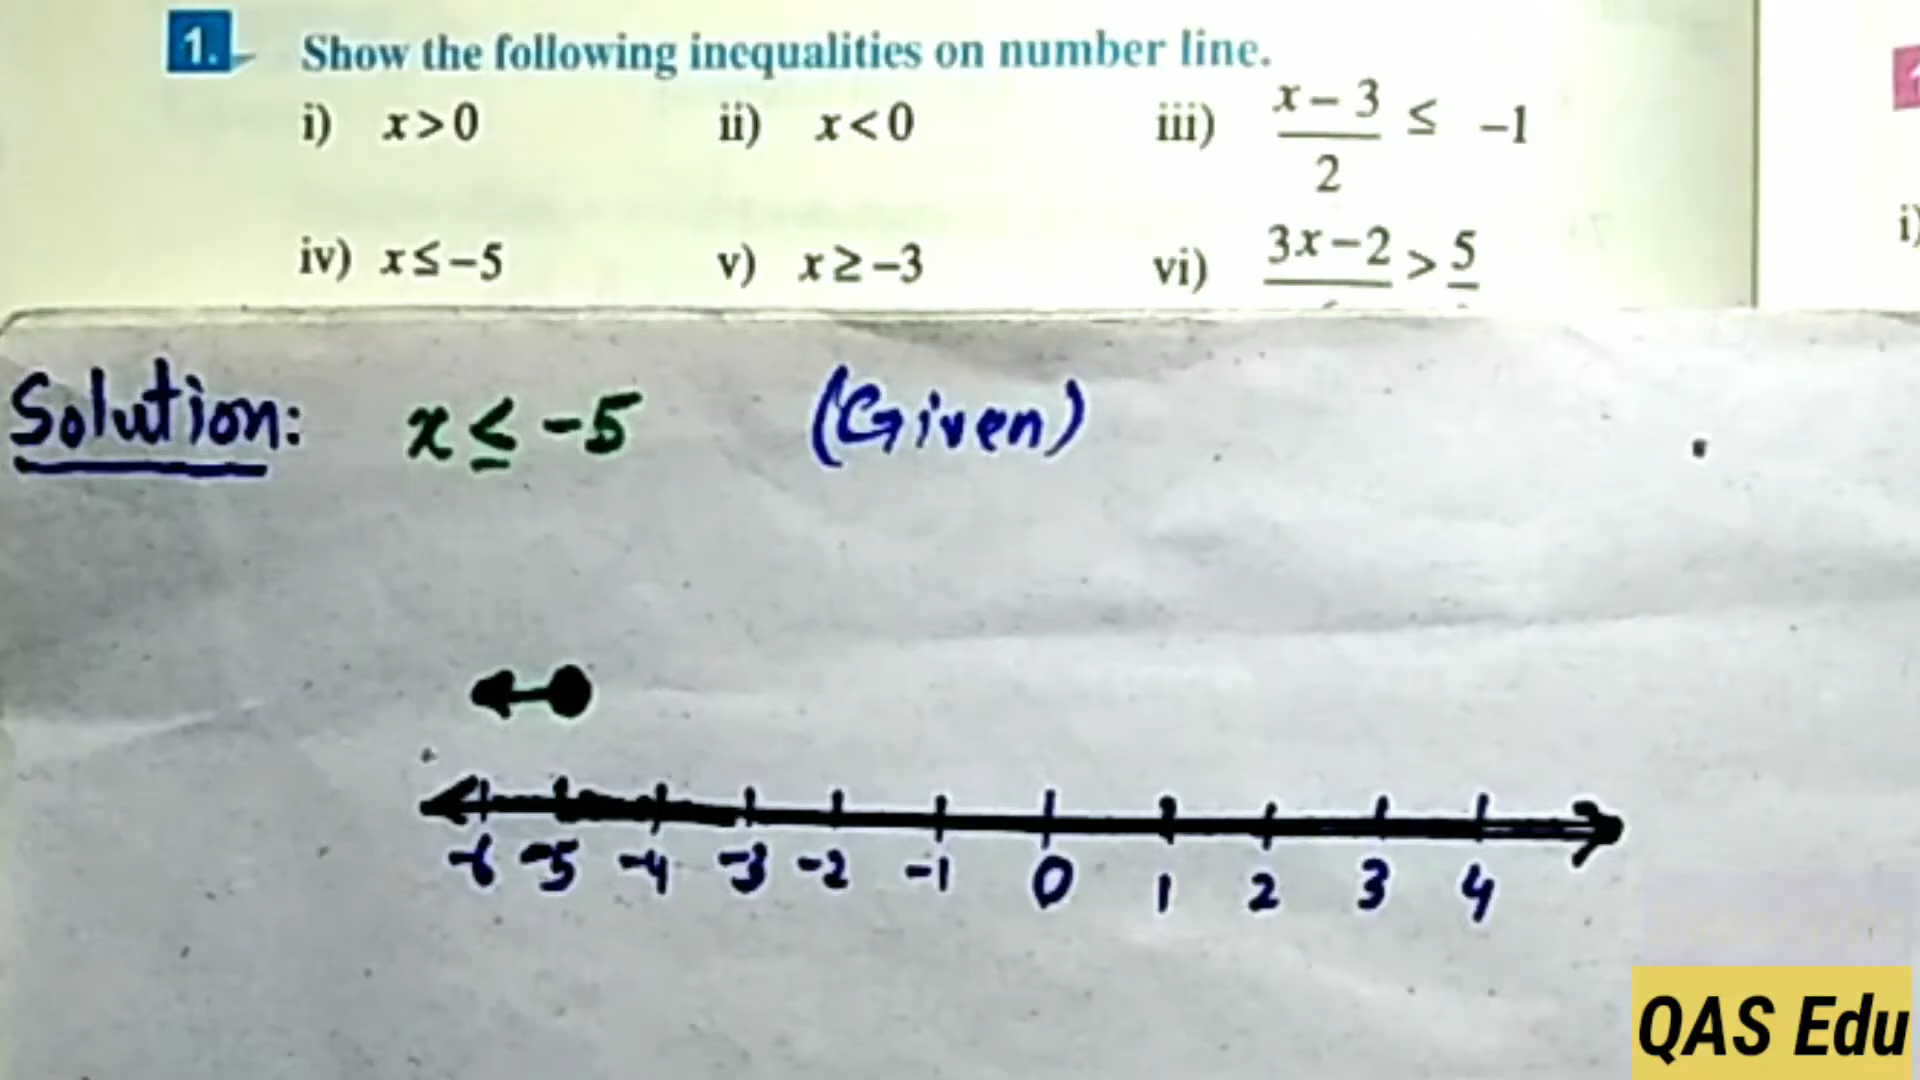 1. Show the following inequalities on number line.
i) x>0 ii) x<0 iii) x-3/2 ≤ -1
iv) x≤-5 v) x≥-3 vi) 3x-2 > 5
i)
Solution: x≤-5 (Given)
-6 -5 -4 -3 -2 -1 0 1 2 3 4
QAS Edu